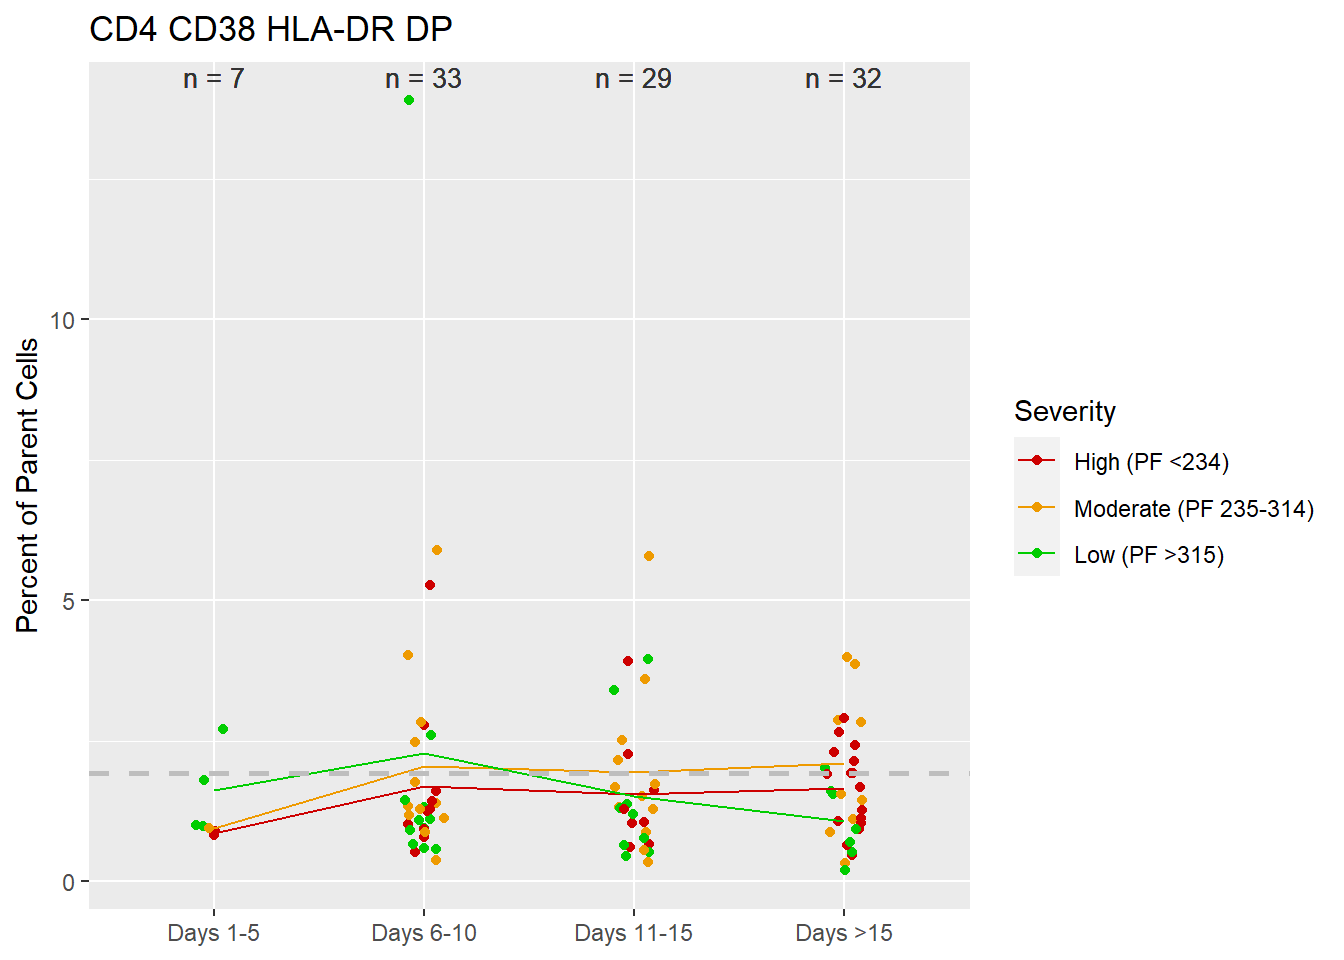 CD4 CD38 HLA-DR DP
n = 7 n = 33 n = 29 n = 32
10
5
0
Percent of Parent Cells
Days 1-5 Days 6-10 Days 11-15 Days >15
Severity
High (PF <234)
Moderate (PF 235-314)
Low (PF >315)